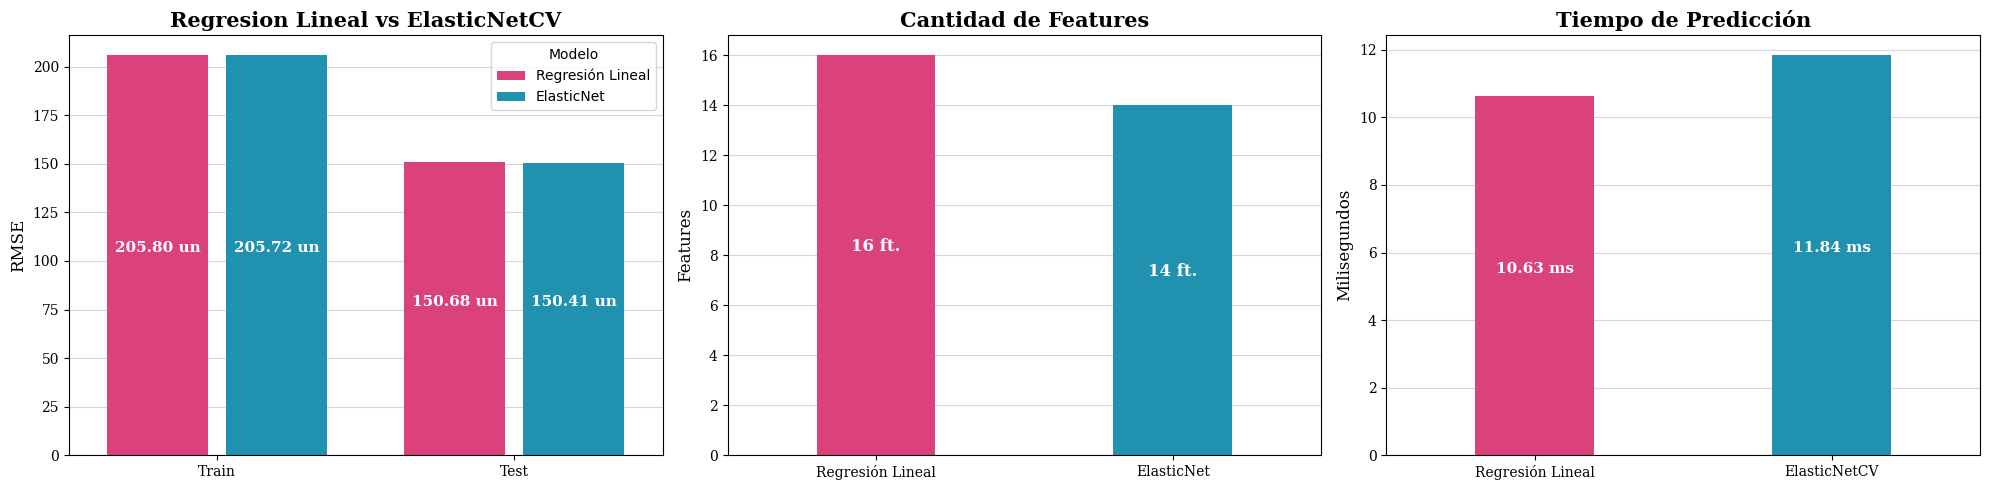 Regresion Lineal vs ElasticNetCV
RMSE
200
175
150
125
100
75
50
25
0
Modelo
Regresión Lineal
ElasticNet
205.80 un
205.72 un
150.68 un
150.41 un
Train
Test
Cantidad de Features
Features
16
14
12
10
8
6
4
2
0
16 ft.
14 ft.
Regresión Lineal
ElasticNet
Tiempo de Predicción
Milisegundos
12
10
8
6
4
2
0
10.63 ms
11.84 ms
Regresión Lineal
ElasticNetCV